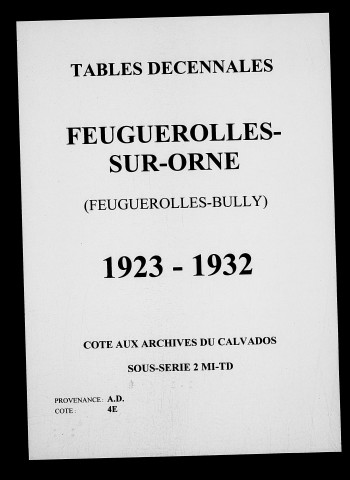 TABLES DECENNALES
FEUGUEROLLES-
SUR-ORNE
(FEUGUEROLLES-BULLY)
1923 - 1932
COTE AUX ARCHIVES DU CALVADOS
SOUS-SERIE 2 MI-TD
PROVENANCE: A.D.
COTE: 4E